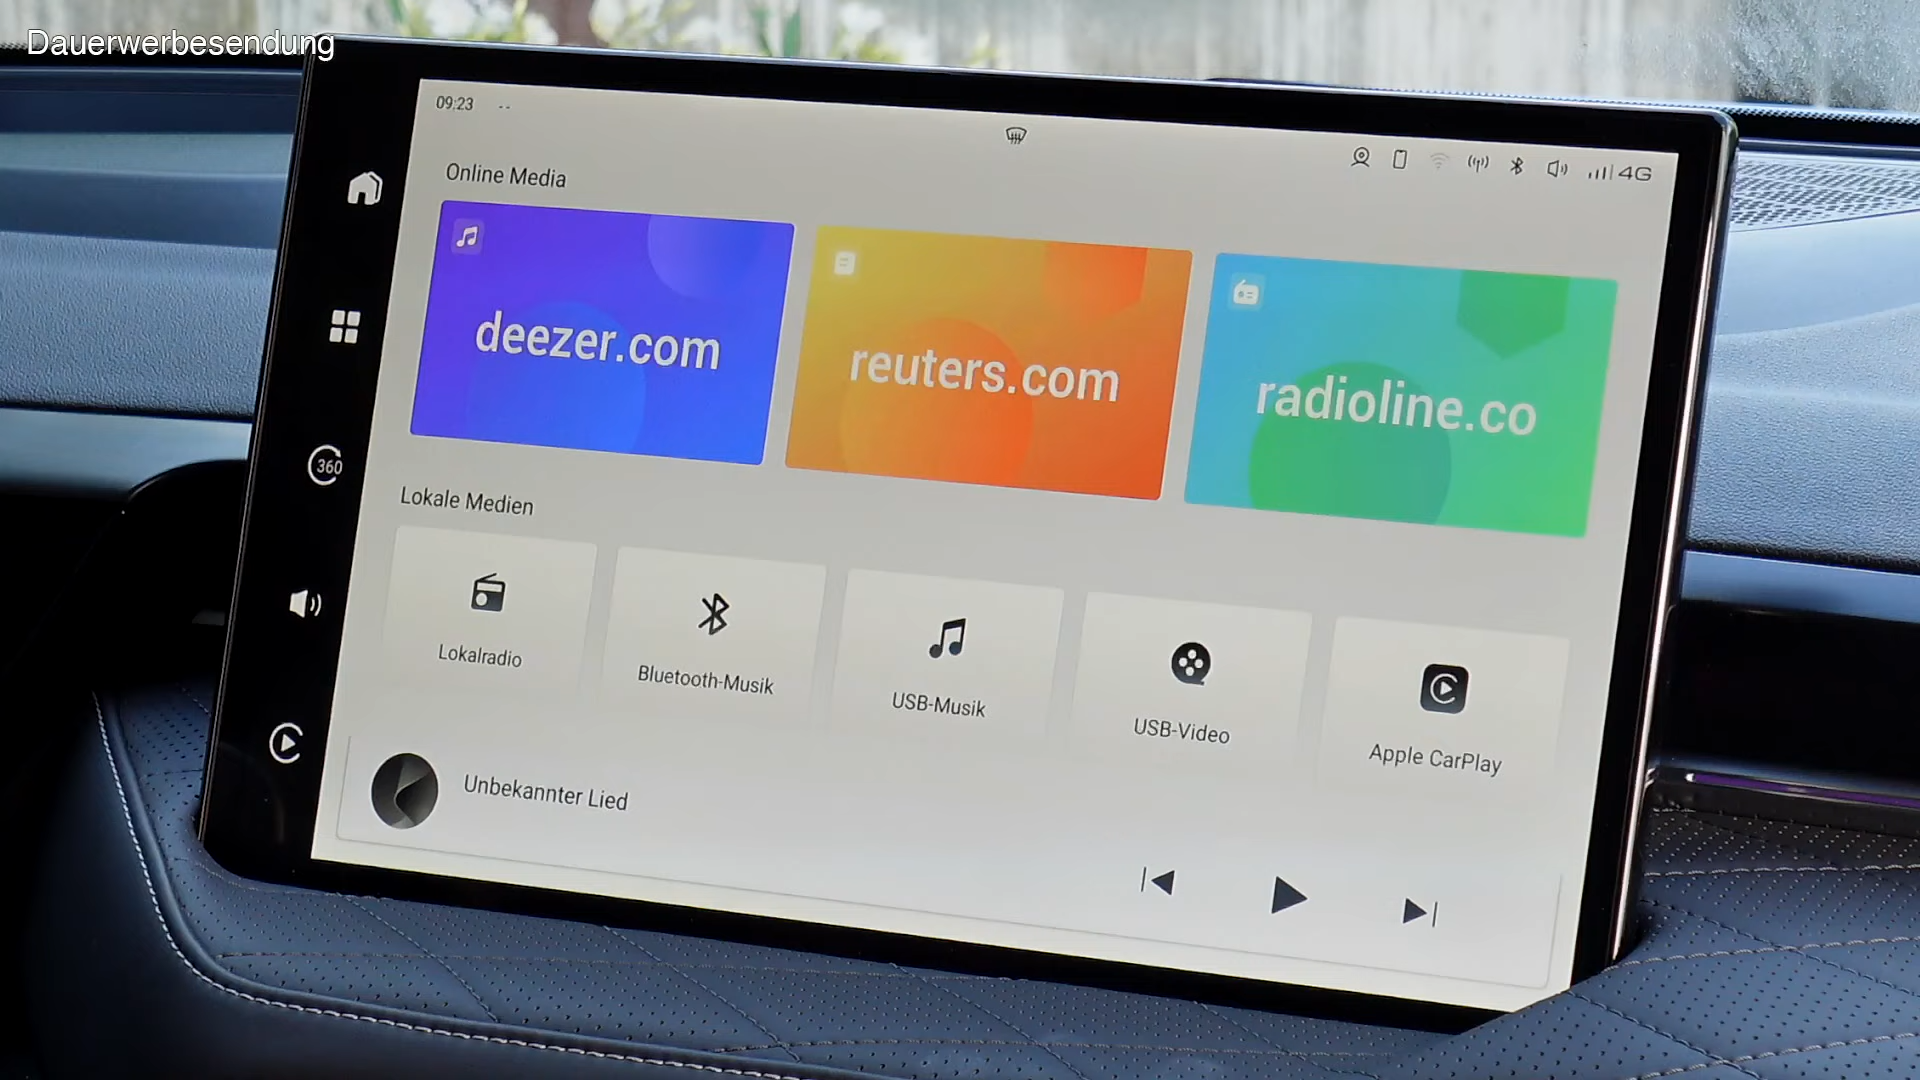 Dauerwerbesendung
09:23 --
4G
Online Media
deezer.com
reuters.com
radioline.co
360
Lokale Medien
Lokalradio
Bluetooth-Musik
USB-Musik
USB-Video
Apple CarPlay
Unbekannter Lied